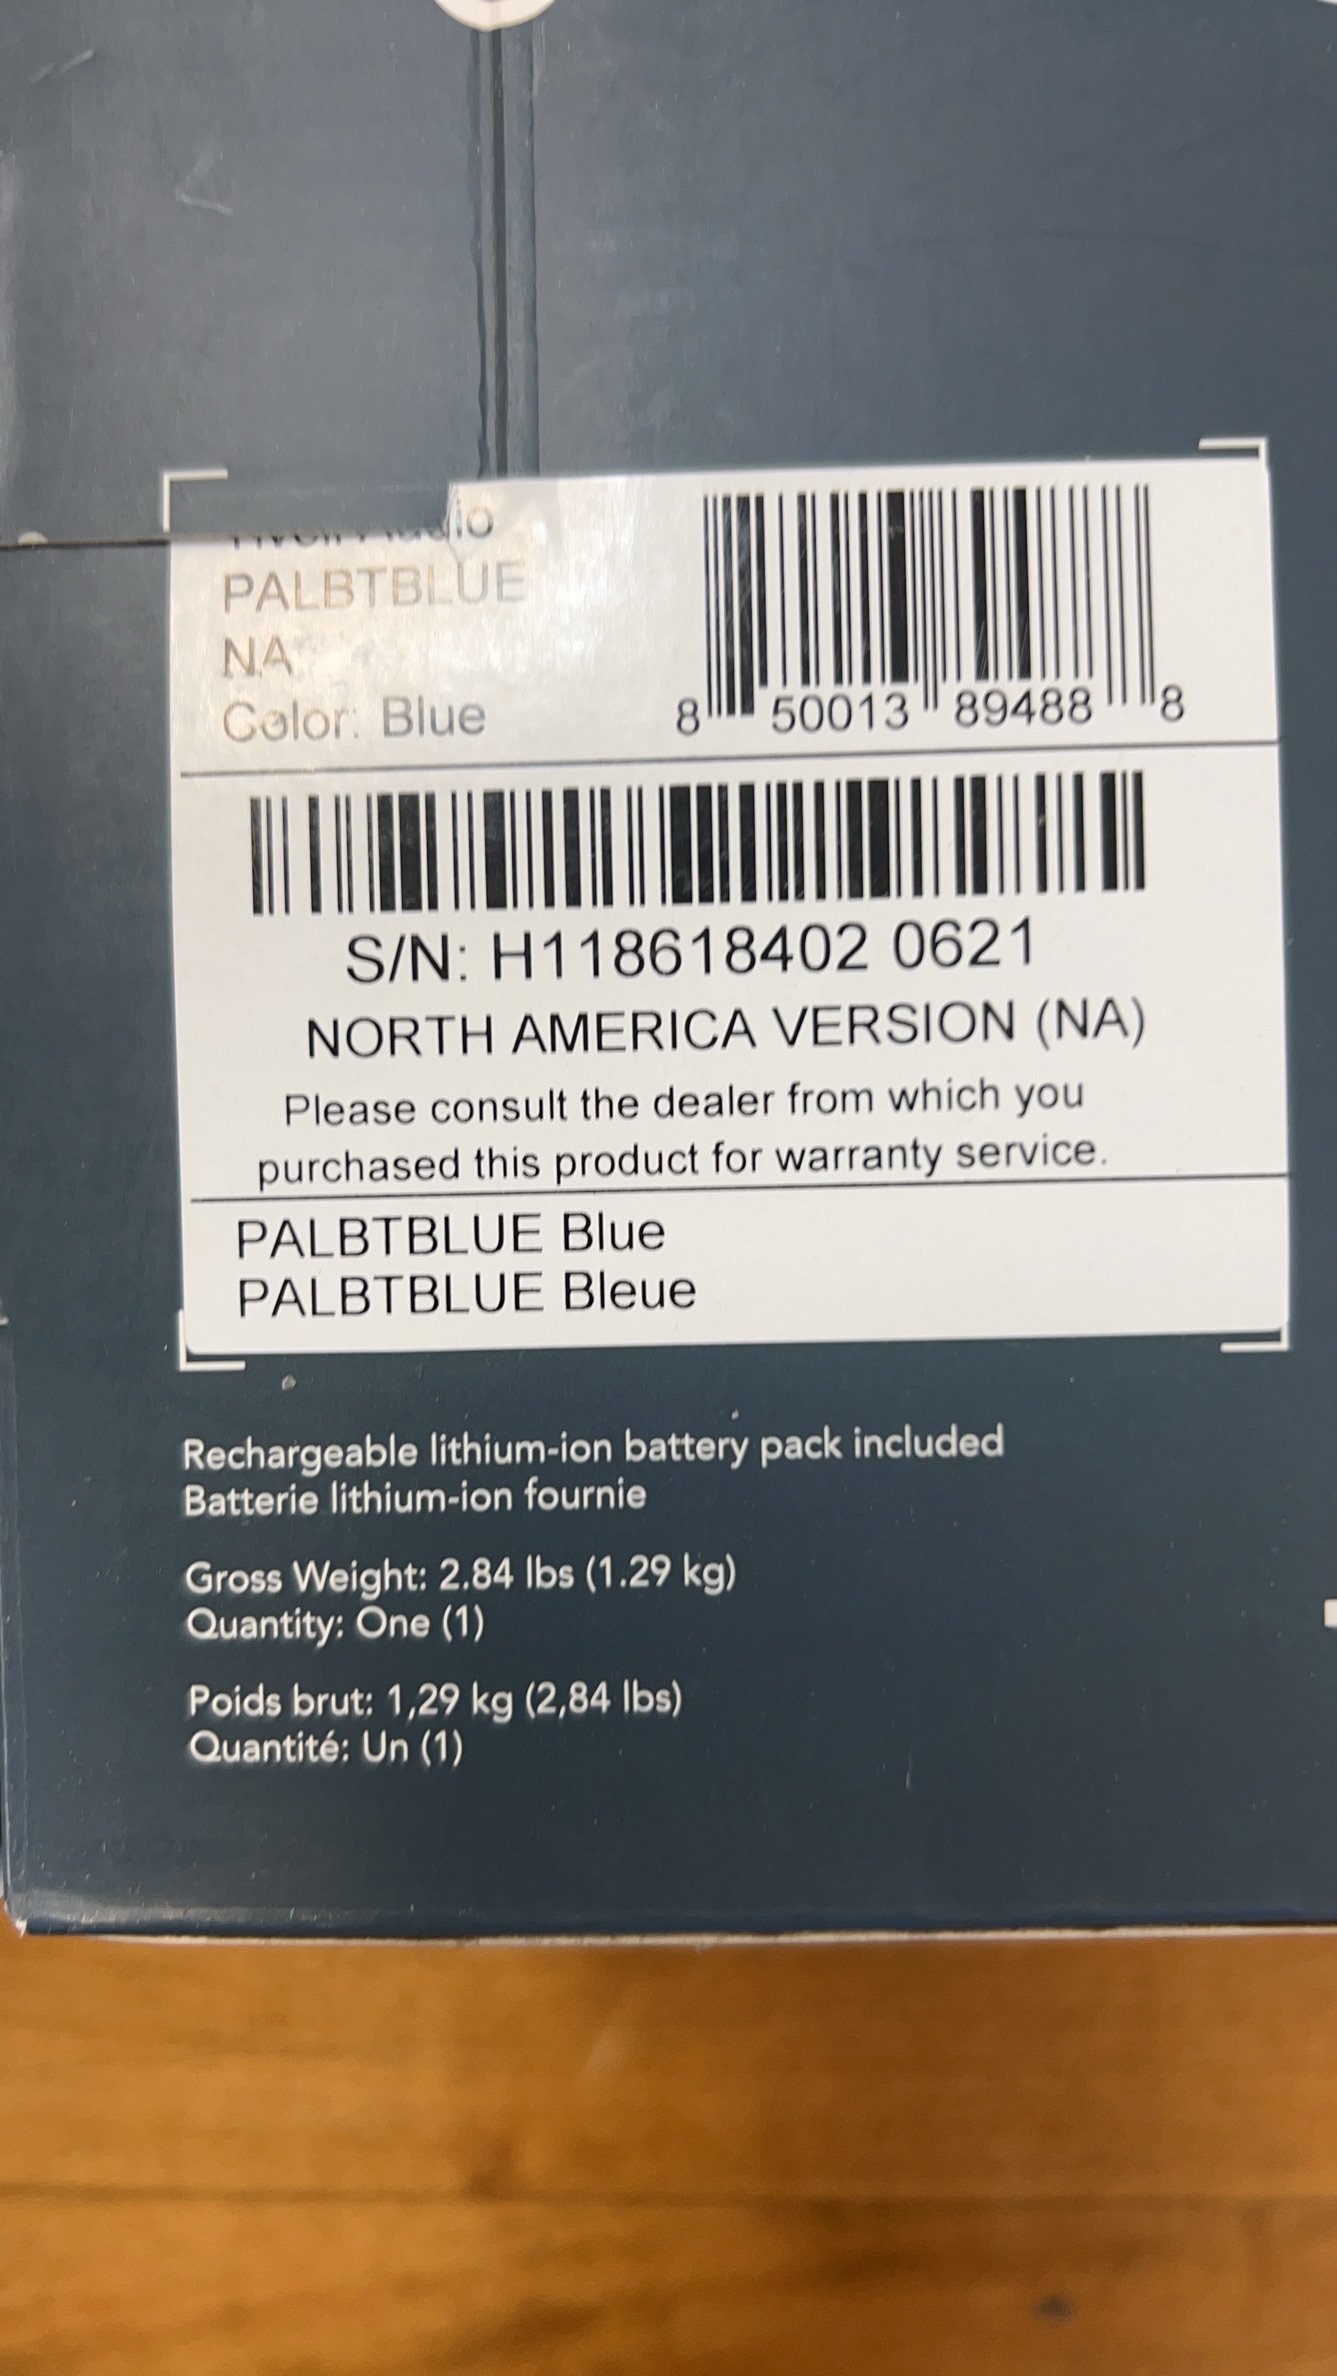 PALBTBLUE
NA
Color: Blue
8 50013 89488 8
S/N: H118618402 0621
NORTH AMERICA VERSION (NA)
Please consult the dealer from which you
purchased this product for warranty service.
PALBTBLUE Blue
PALBTBLUE Bleue
Rechargeable lithium-ion battery pack included
Batterie lithium-ion fournie
Gross Weight: 2.84 lbs (1.29 kg)
Quantity: One (1)
Poids brut: 1,29 kg (2,84 lbs)
Quantité: Un (1)